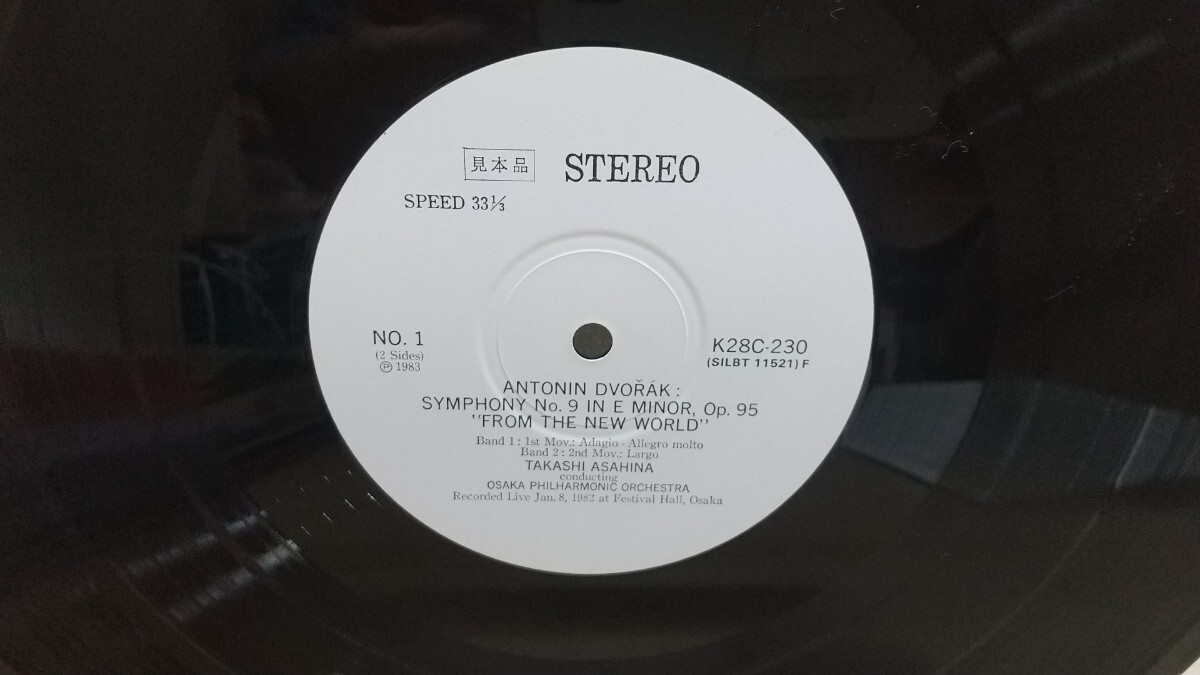 見本品 STEREO
SPEED 33⅓
NO. 1
(2 Sides)
Ⓟ 1983
K28C-230
(SILBT 11521) F
ANTONIN DVOŘÁK :
SYMPHONY No. 9 IN E MINOR, Op. 95
"FROM THE NEW WORLD"
Band 1 : 1st Mov.: Adagio - Allegro molto
Band 2 : 2nd Mov.: Largo
TAKASHI ASAHINA
conducting
OSAKA PHILHARMONIC ORCHESTRA
Recorded Live Jan. 8, 1982 at Festival Hall, Osaka